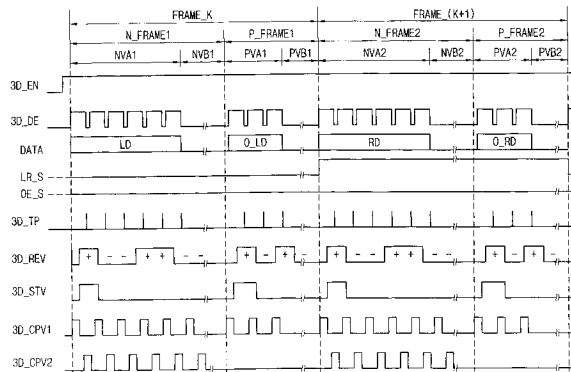 FRAME_K FRAME_(K+1)
N_FRAME1 P_FRAME1 N_FRAME2 P_FRAME2
NVA1 NVB1 PVA1 PVB1 NVA2 NVB2 PVA2 PVB2
3D_EN
3D_DE
DATA LD O_LD RD O_RD
LR_S
OE_S
3D_TP
3D_REV + - - + + - - + - + - + - - + + - - + - + -
3D_STV
3D_CPV1
3D_CPV2